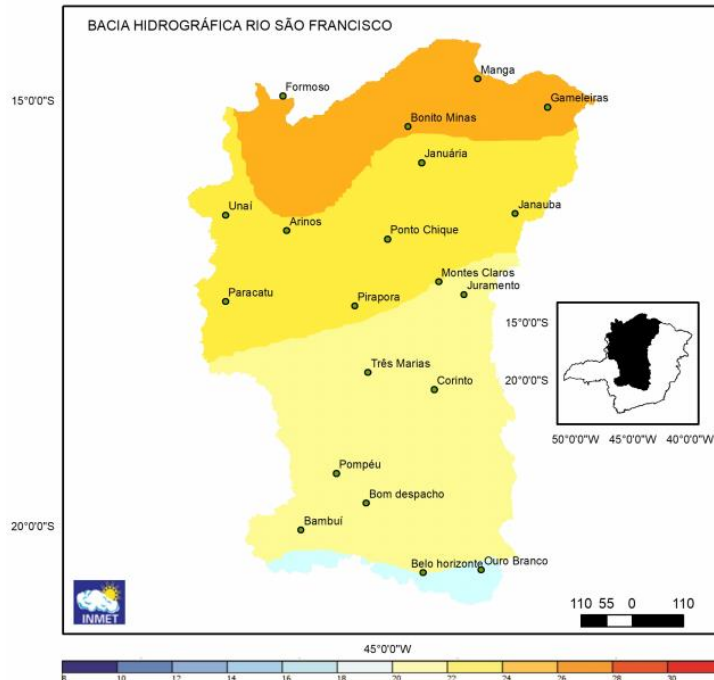 BACIA HIDROGRÁFICA RIO SÃO FRANCISCO
Manga
Formoso
15°0'0"S
Gameleiras
Bonito Minas
Januária
Unaí
Janauba
Arinos
Ponto Chique
Montes Claros
Juramento
Paracatu
Pirapora
15°0'0"S
Três Marias
20°0'0"S
Corinto
50°0'0"W 45°0'0"W 40°0'0"W
Pompéu
Bom despacho
20°0'0"S
Bambuí
Belo horizonte
Ouro Branco
INMET
110 55 0 110
45°0'0"W
8 10 12 14 16 18 20 21 22 24 26 28 30